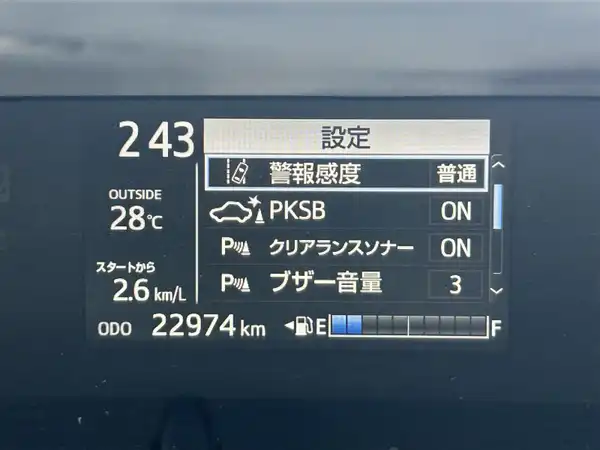 2 43
設定
警報感度 普通
PKSB ON
クリアランスソナー ON
ブザー音量 3
OUTSIDE
28℃
スタートから
2.6 km/L
ODO 22974 km
E F